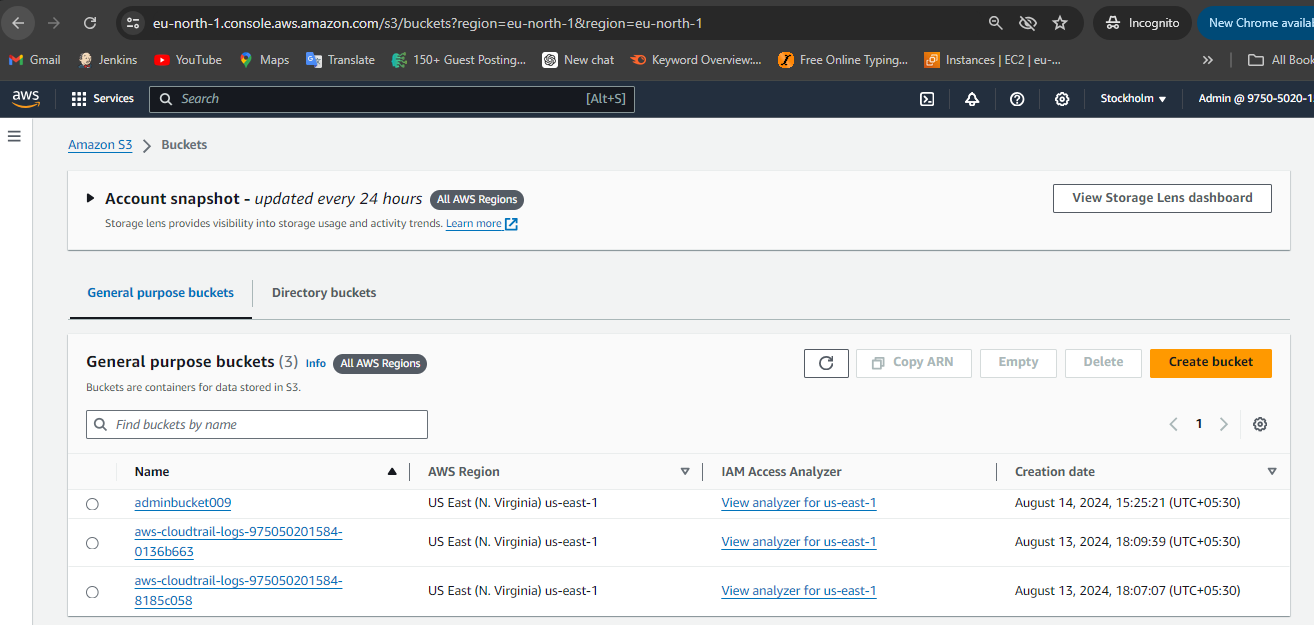 eu-north-1.console.aws.amazon.com/s3/buckets?region=eu-north-1&region=eu-north-1
Incognito
New Chrome availal
Gmail
Jenkins
YouTube
Maps
Translate
150+ Guest Posting...
New chat
Keyword Overview:...
Free Online Typing...
Instances | EC2 | eu-...
»
All Book
aws
Services
Search
[Alt+S]
Stockholm
Admin @ 9750-5020-1
Amazon S3
Buckets
Account snapshot - updated every 24 hours
All AWS Regions
View Storage Lens dashboard
Storage lens provides visibility into storage usage and activity trends. Learn more
General purpose buckets
Directory buckets
General purpose buckets (3)
Info
All AWS Regions
Copy ARN
Empty
Delete
Create bucket
Buckets are containers for data stored in S3.
Find buckets by name
1
Name
AWS Region
IAM Access Analyzer
Creation date
adminbucket009
US East (N. Virginia) us-east-1
View analyzer for us-east-1
August 14, 2024, 15:25:21 (UTC+05:30)
aws-cloudtrail-logs-975050201584-
0136b663
US East (N. Virginia) us-east-1
View analyzer for us-east-1
August 13, 2024, 18:09:39 (UTC+05:30)
aws-cloudtrail-logs-975050201584-
8185c058
US East (N. Virginia) us-east-1
View analyzer for us-east-1
August 13, 2024, 18:07:07 (UTC+05:30)